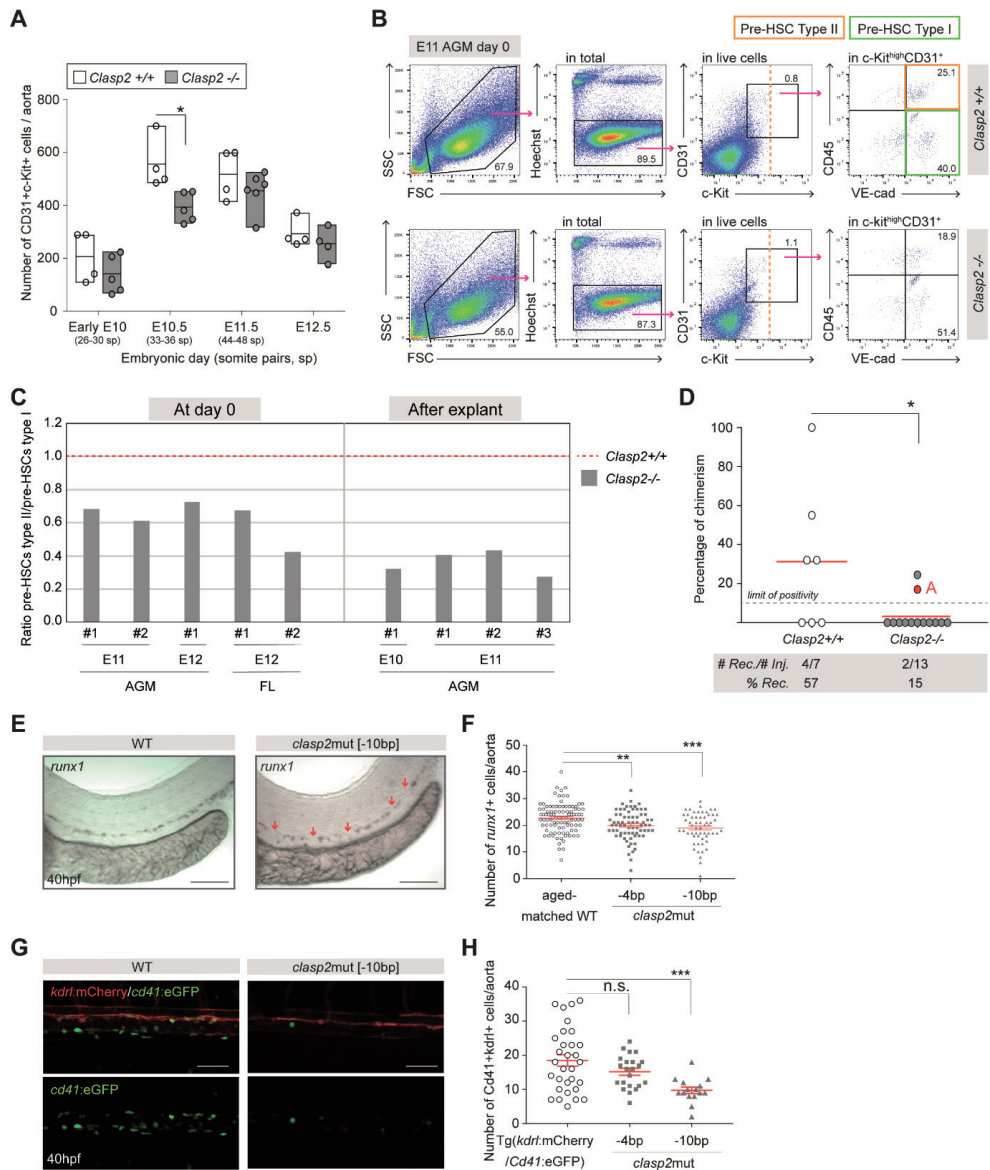 A
Clasp2 +/+
Clasp2 -/-
Number of CD31+c-Kit+ cells / aorta
800
600
400
200
0
*
Early E10 E10.5 E11.5 E12.5
(26-30 sp) (33-36 sp) (44-48 sp)
Embryonic day (somite pairs, sp)
B
Pre-HSC Type II
Pre-HSC Type I
E11 AGM day 0
in total
in live cells
in c-KithighCD31+
SSC
FSC
67.9
Hoechst
89.5
CD31
c-Kit
0.8
CD45
VE-cad
25.1
40.0
Clasp2 +/+
in total
in live cells
in c-kithighCD31+
SSC
FSC
55.0
Hoechst
87.3
CD31
c-Kit
1.1
CD45
VE-cad
18.9
51.4
Clasp2 -/-
C
At day 0
After explant
Ratio pre-HSCs type II/pre-HSCs type I
1.2
1.0
0.8
0.6
0.4
0.2
0.0
Clasp2+/+
Clasp2-/-
#1 #2 #1 #1 #2 #1 #1 #2 #3
E11 E12 E12 E10 E11
AGM FL AGM
D
*
Percentage of chimerism
100
80
60
40
20
limit of positivity
A
Clasp2+/+ Clasp2-/-
# Rec./# Inj. 4/7 2/13
% Rec. 57 15
E
WT
clasp2mut [-10bp]
runx1
40hpf
runx1
F
Number of runx1+ cells/aorta
50
40
30
20
10
0
**
***
aged-matched WT
-4bp -10bp
clasp2mut
G
WT
clasp2mut [-10bp]
kdrl:mCherry/cd41:eGFP
cd41:eGFP
40hpf
H
Number of Cd41+kdrl+ cells/aorta
50
40
30
20
10
0
n.s.
***
Tg(kdrl:mCherry
/Cd41:eGFP)
-4bp -10bp
clasp2mut